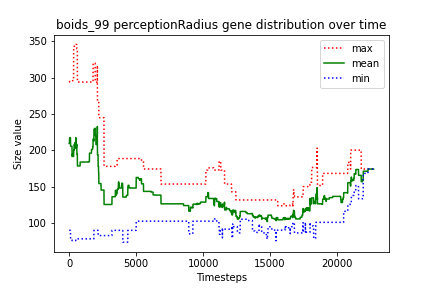 boids_99 perceptionRadius gene distribution over time
350
300
250
200
150
100
Size value
max
mean
min
0
5000
10000
15000
20000
Timesteps